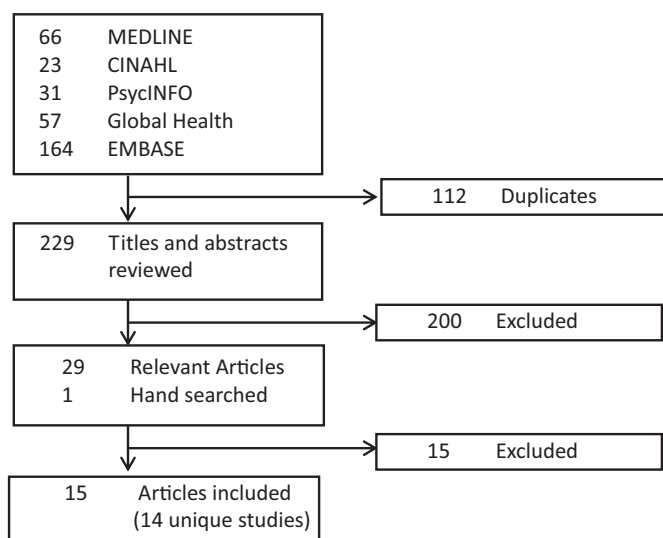 66 MEDLINE
23 CINAHL
31 PsycINFO
57 Global Health
164 EMBASE
112 Duplicates
229 Titles and abstracts
reviewed
200 Excluded
29 Relevant Articles
1 Hand searched
15 Excluded
15 Articles included
(14 unique studies)